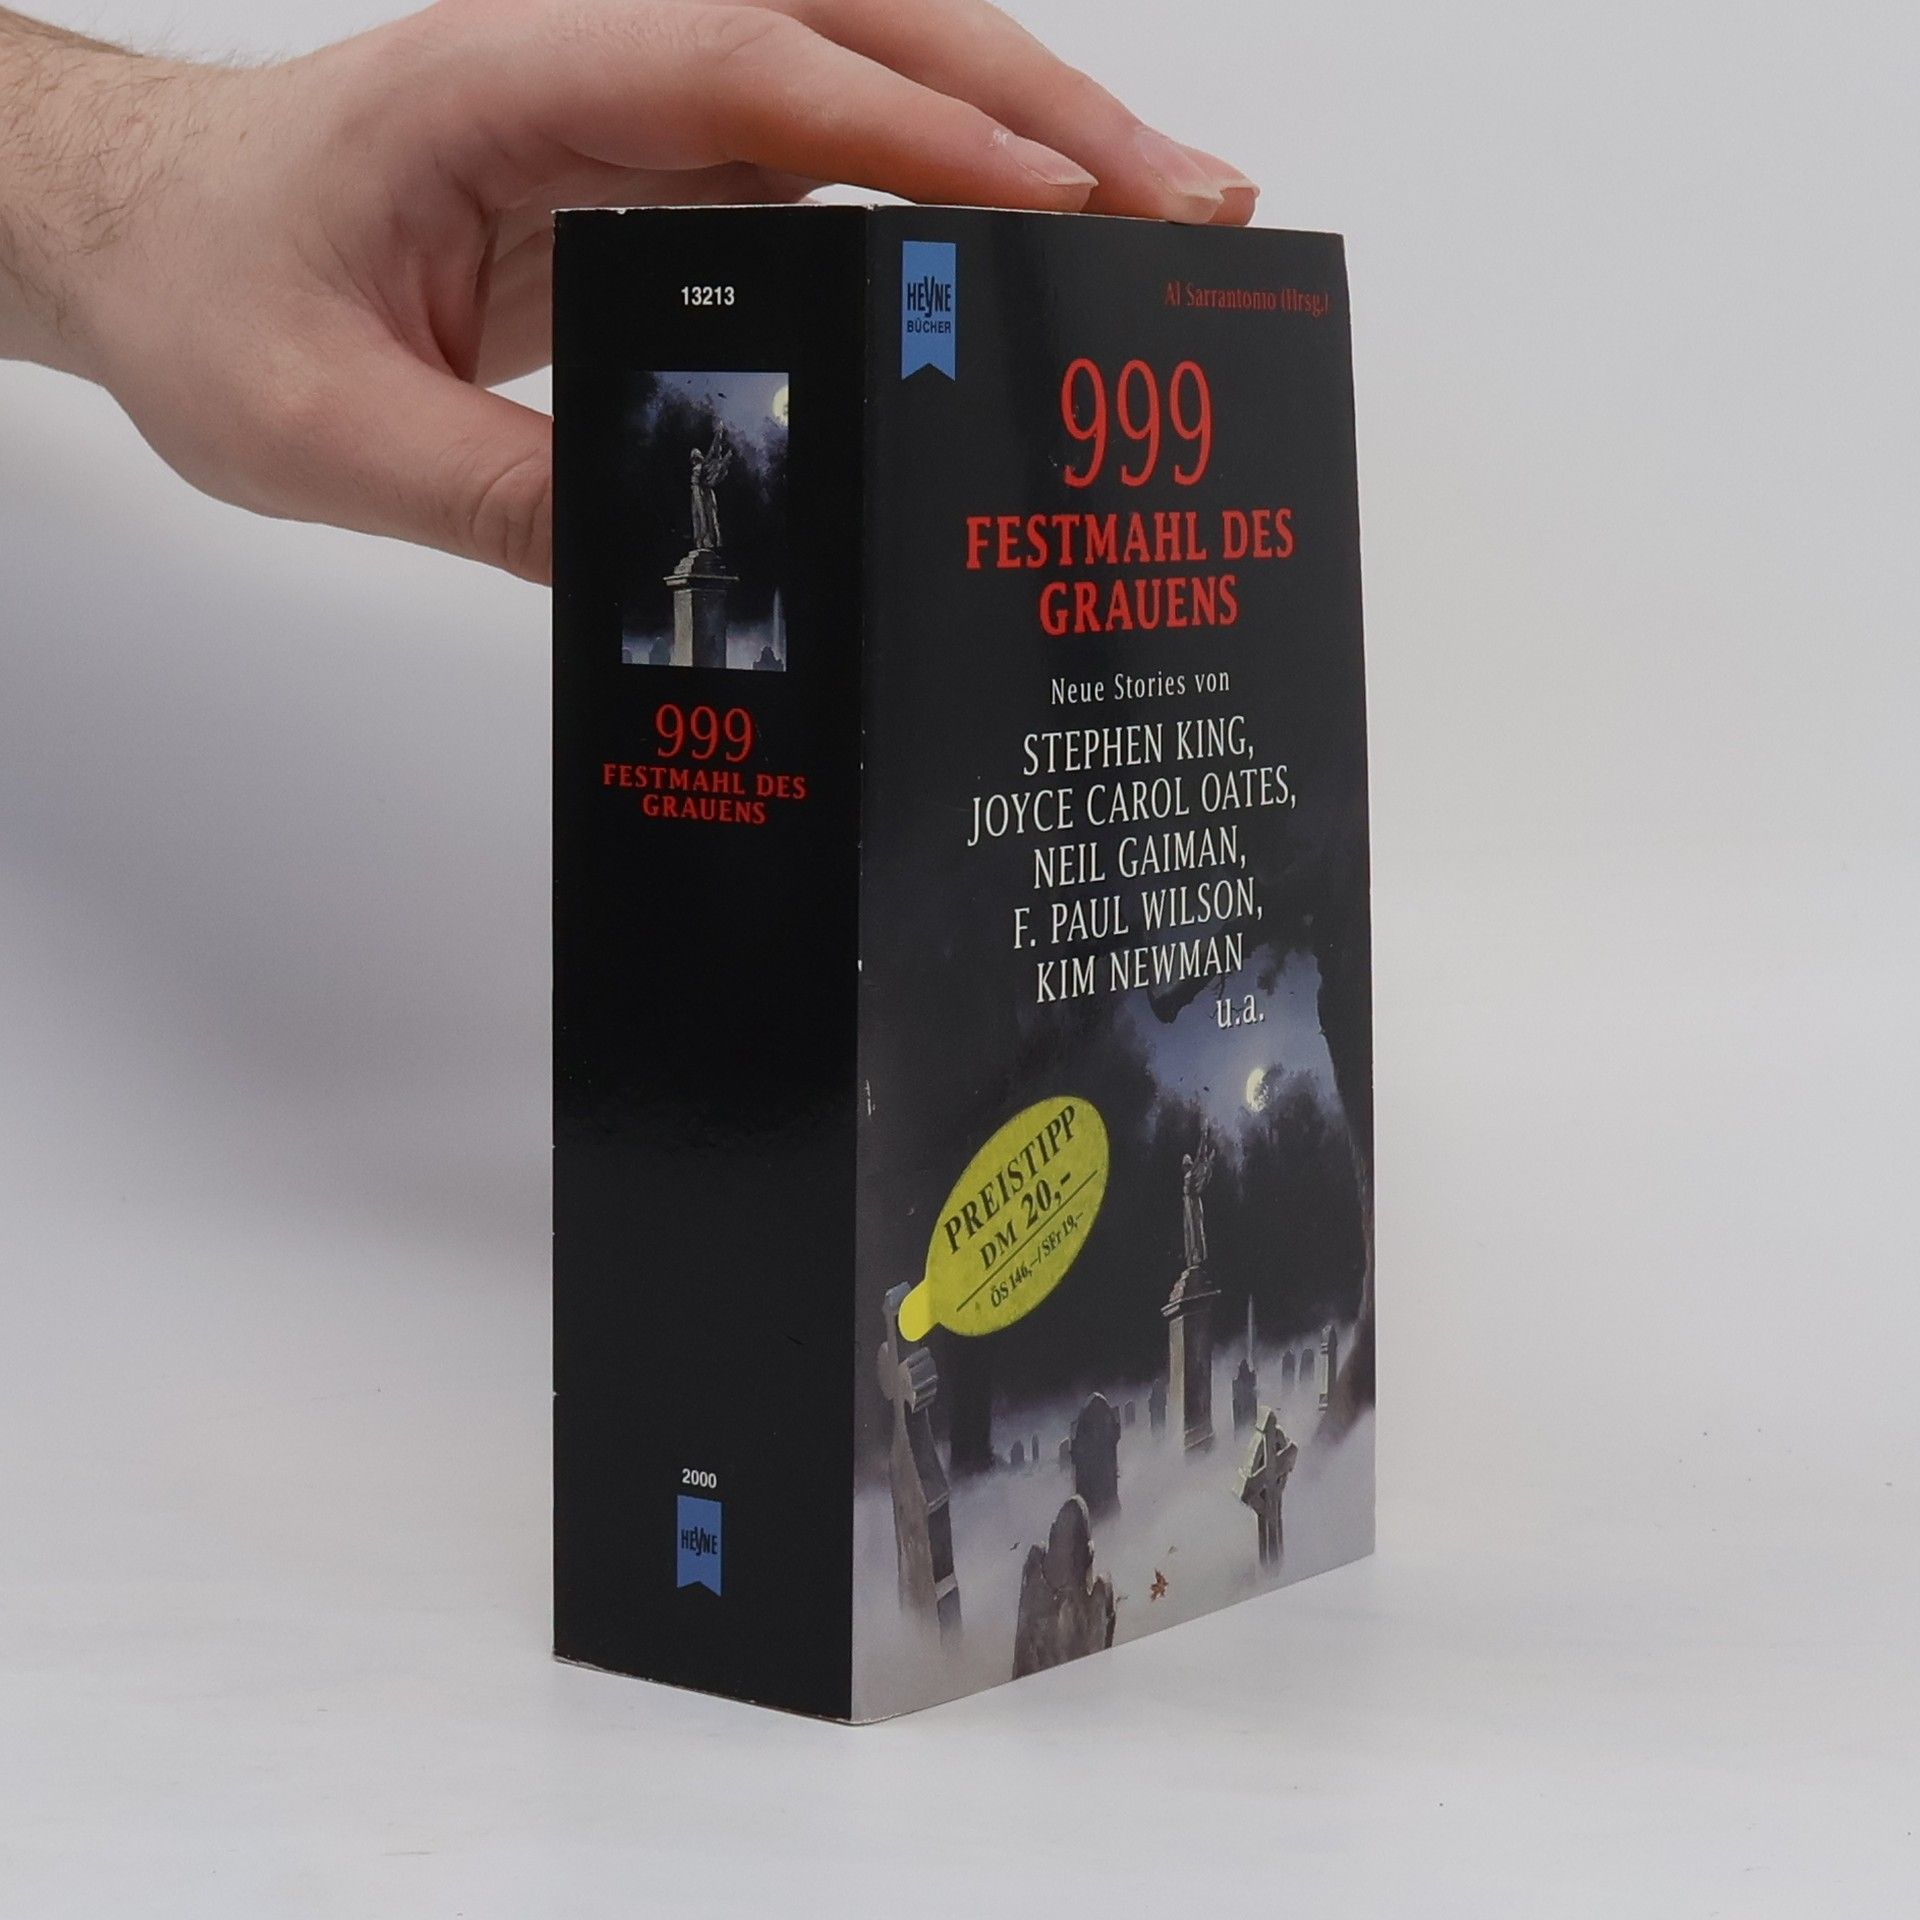 13213
999
FESTMAHL DES
GRAUENS
2000
HEYNE
HEYNE
BÜCHER
Al Sarrantonio (Hrsg.)
999
FESTMAHL DES
GRAUENS
Neue Stories von
STEPHEN KING,
JOYCE CAROL OATES,
NEIL GAIMAN,
F. PAUL WILSON,
KIM NEWMAN
u.a.
PREISTIPP
DM 20,-
ÖS 146,-/SFr 19,-